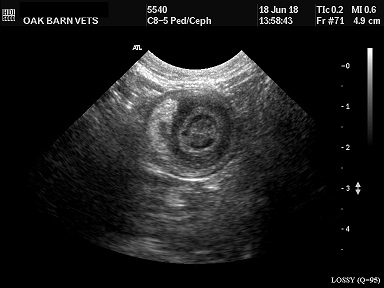 5540 18 Jun 18 TIc 0.2 MI 0.6
OAK BARN VETS C8-5 Ped/Ceph 13:58:43 Fr #71 4.9 cm
ATL
0
1
2
3
4
LOSSY (Q=95)